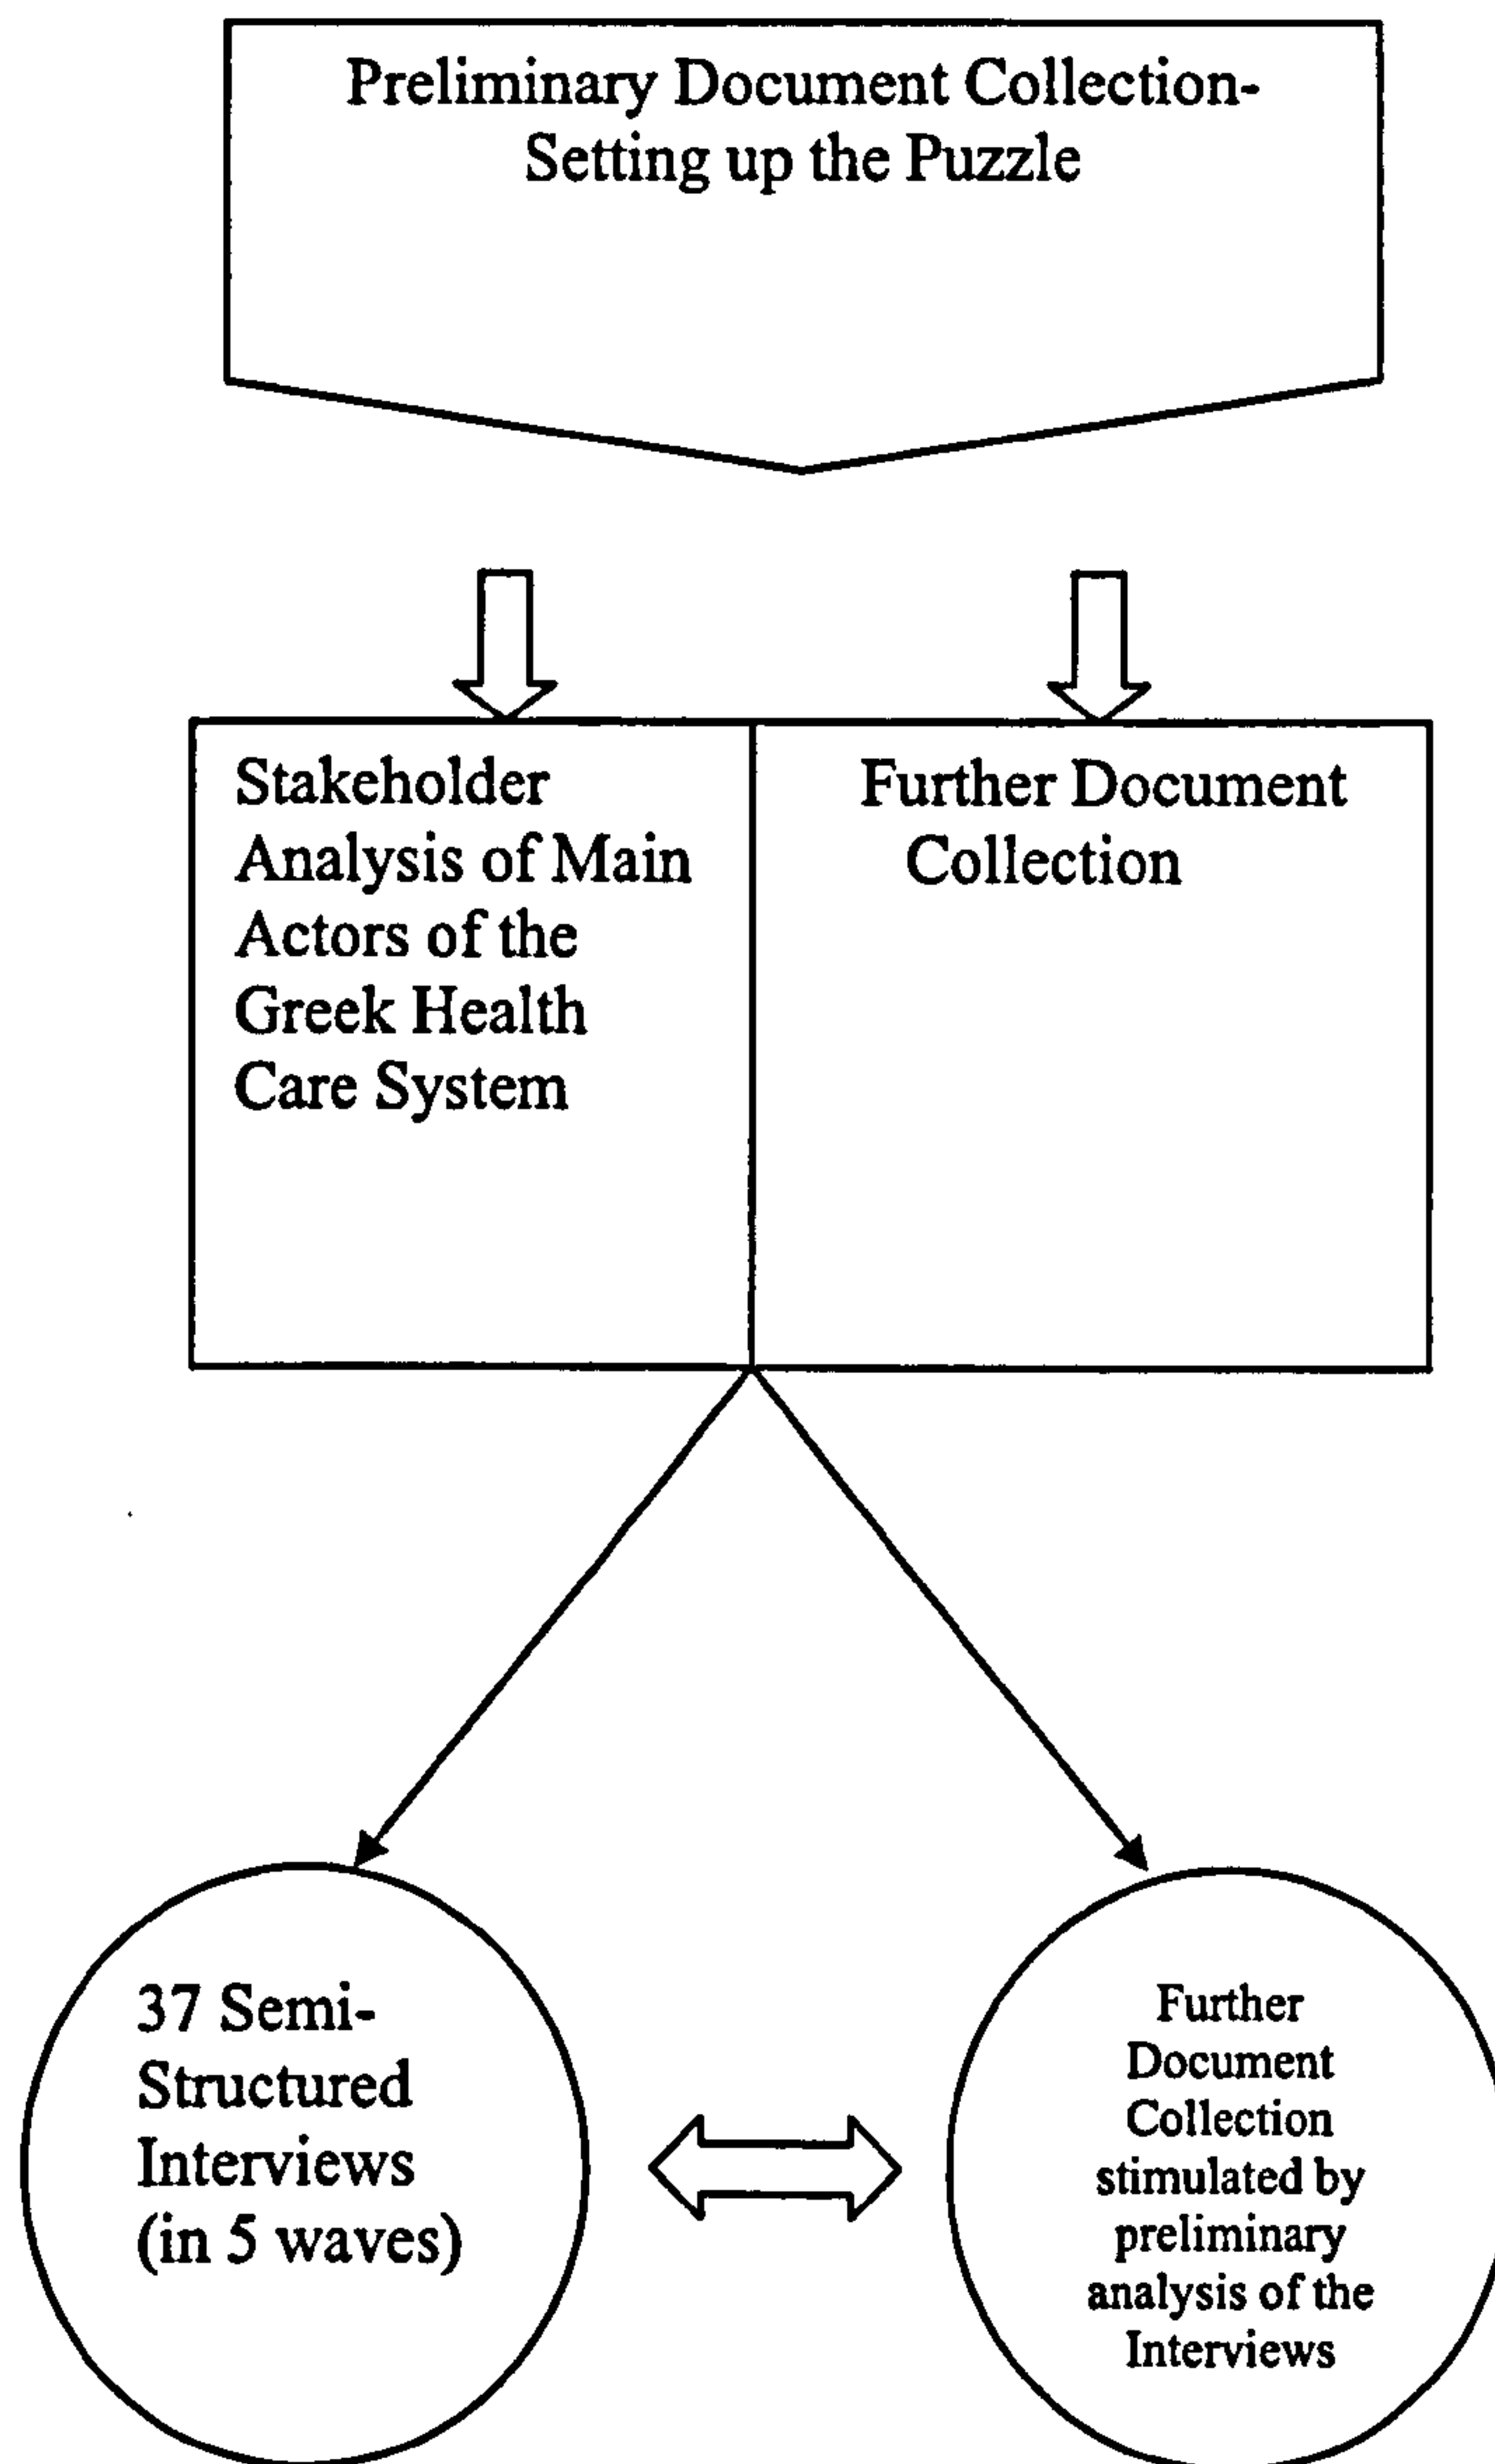 Preliminary Document Collection-
Setting up the Puzzle
Stakeholder
Analysis of Main
Actors of the
Greek Health
Care System
Further Document
Collection
37 Semi-
Structured
Interviews
(in 5 waves)
Further
Document
Collection
stimulated by
preliminary
analysis of the
Interviews